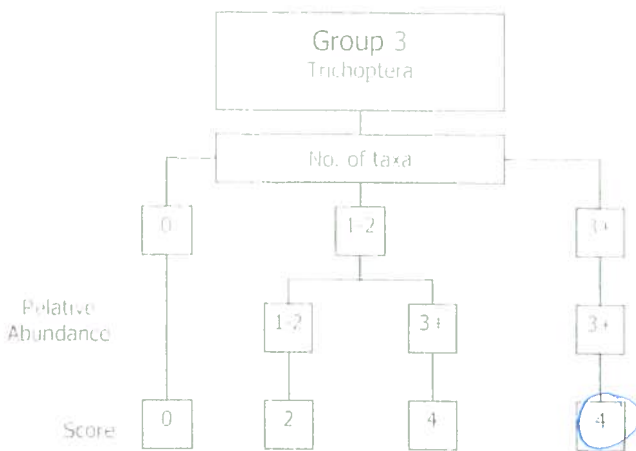 Group 3
Trichoptera
No. of taxa
0 1-2 3+
Relative
Abundance
1-2 3+ 3+
Score 0 2 4 4